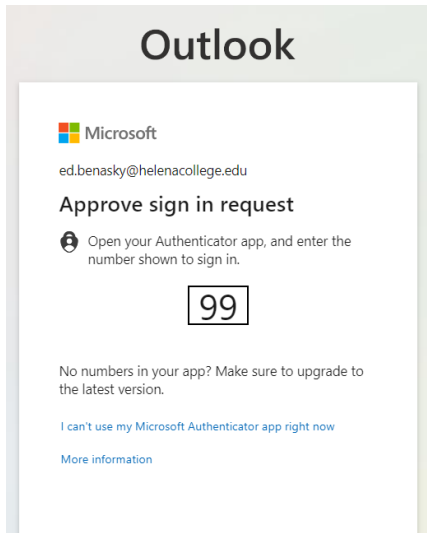 Outlook
Microsoft
ed.benasky@helenacollege.edu
Approve sign in request
Open your Authenticator app, and enter the
number shown to sign in.
99
No numbers in your app? Make sure to upgrade to
the latest version.
I can't use my Microsoft Authenticator app right now
More information